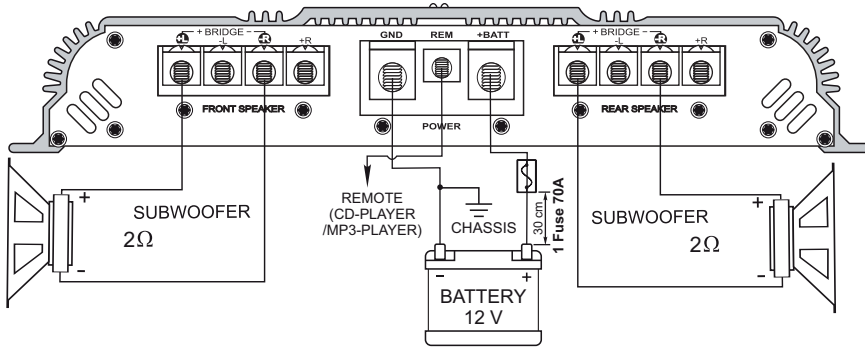 + BRIDGE -
+L -L -R +R
FRONT SPEAKER
GND REM +BATT
POWER
+ BRIDGE -
+L -L -R +R
REAR SPEAKER
+
SUBWOOFER
2Ω
-
REMOTE
(CD-PLAYER
/MP3-PLAYER)
CHASSIS
30 cm
1 Fuse 70A
- +
BATTERY
12 V
+
SUBWOOFER
2Ω
-